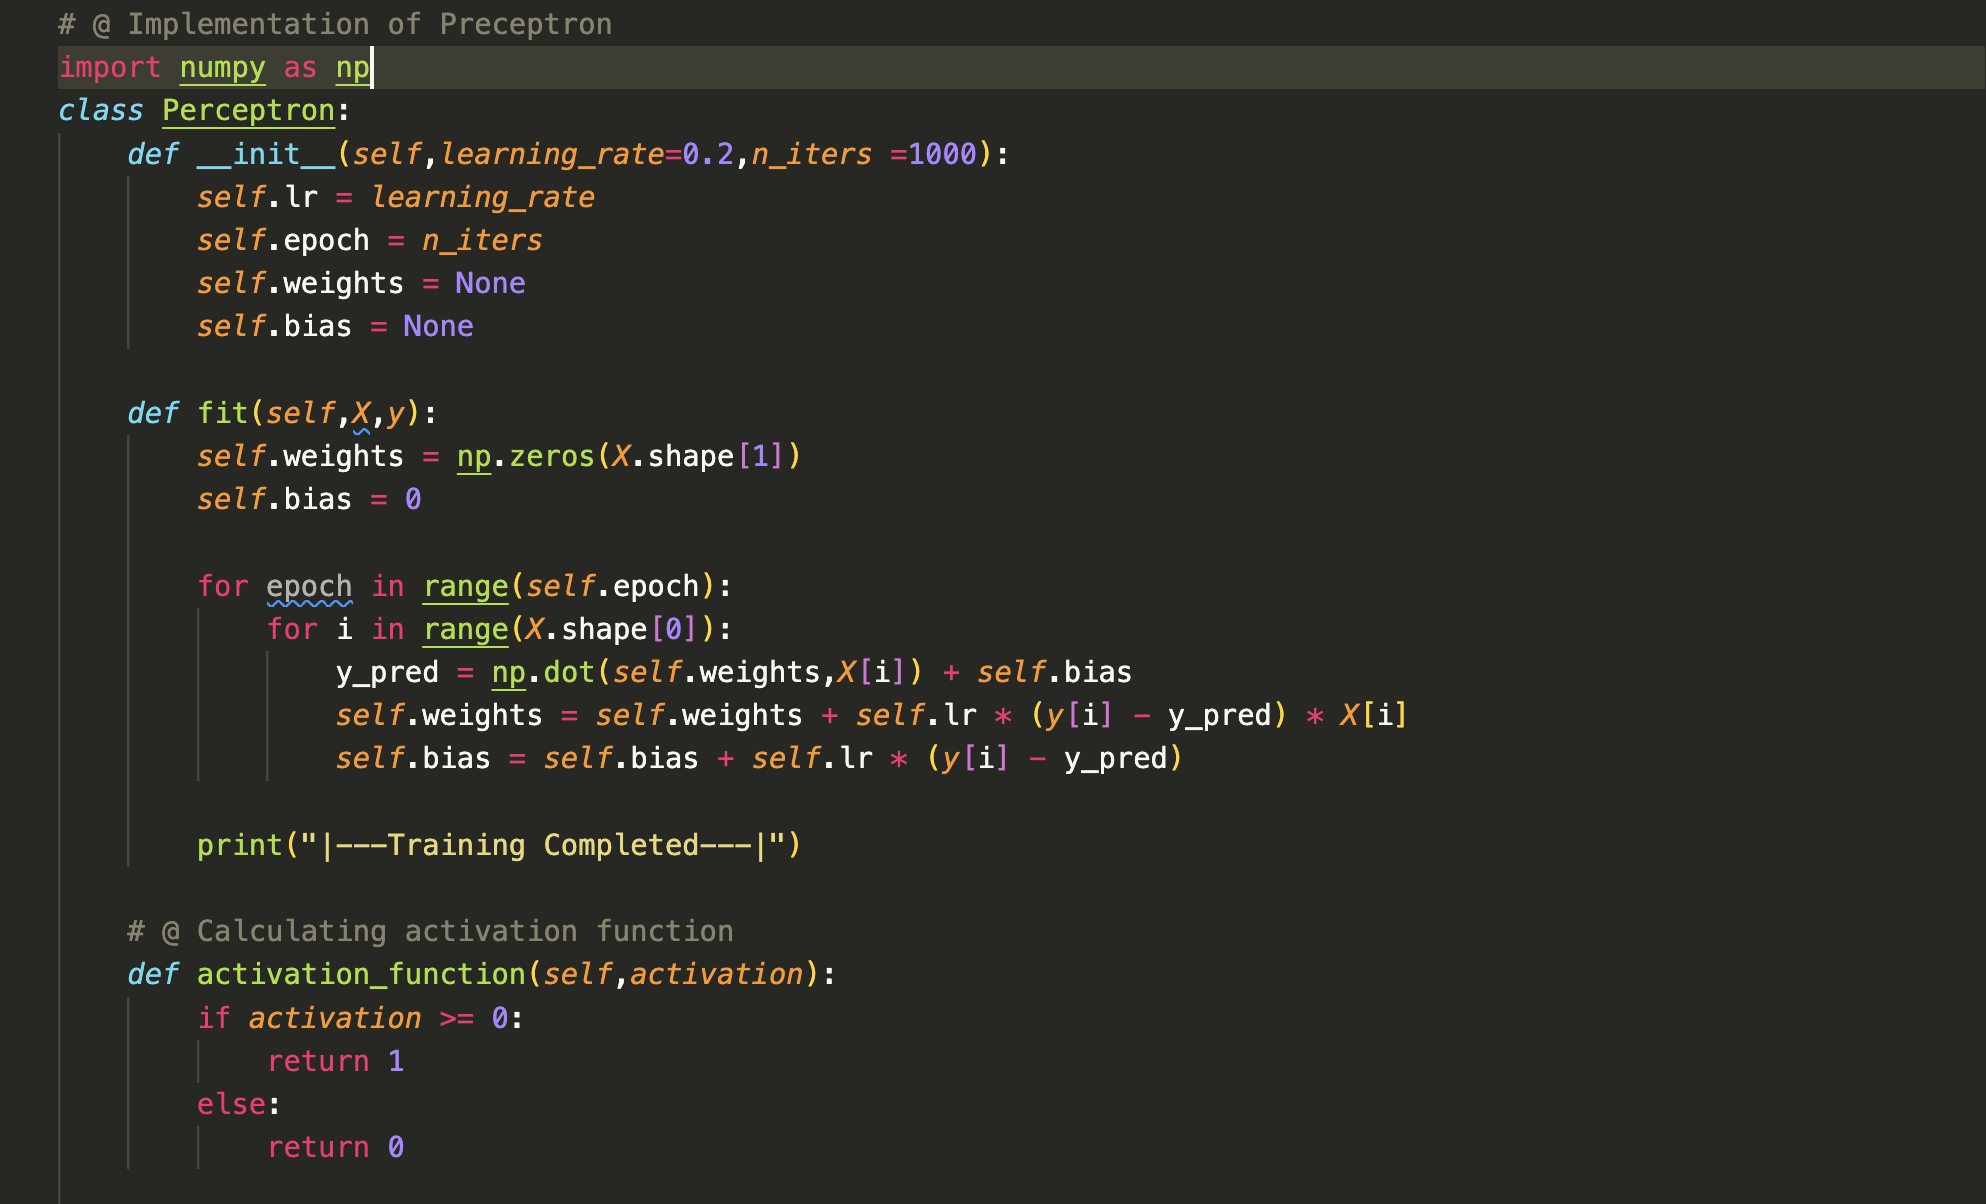 # @ Implementation of Preceptron
import numpy as np
class Perceptron:
    def __init__(self,learning_rate=0.2,n_iters =1000):
        self.lr = learning_rate
        self.epoch = n_iters
        self.weights = None
        self.bias = None

    def fit(self,X,y):
        self.weights = np.zeros(X.shape[1])
        self.bias = 0

        for epoch in range(self.epoch):
            for i in range(X.shape[0]):
                y_pred = np.dot(self.weights,X[i]) + self.bias
                self.weights = self.weights + self.lr * (y[i] - y_pred) * X[i]
                self.bias = self.bias + self.lr * (y[i] - y_pred)

        print("|---Training Completed---|")

    # @ Calculating activation function
    def activation_function(self,activation):
        if activation >= 0:
            return 1
        else:
            return 0